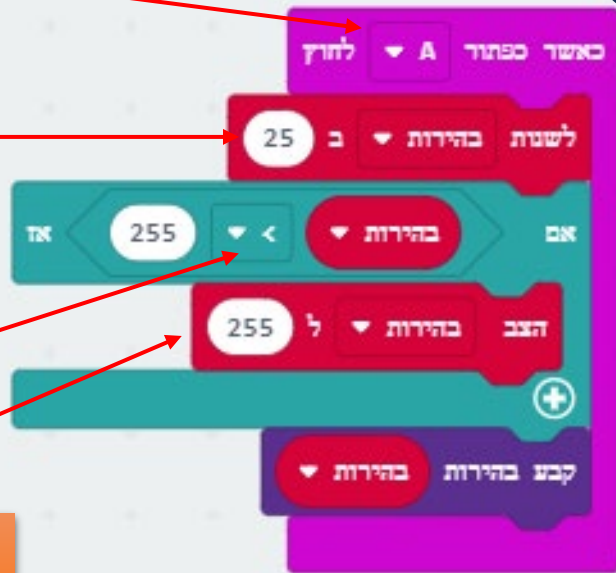 כאשר כפתור A לחוץ
לשנות בהירות ב 25
אם בהירות > 255 אז
הצב בהירות ל 255
קבע בהירות בהירות